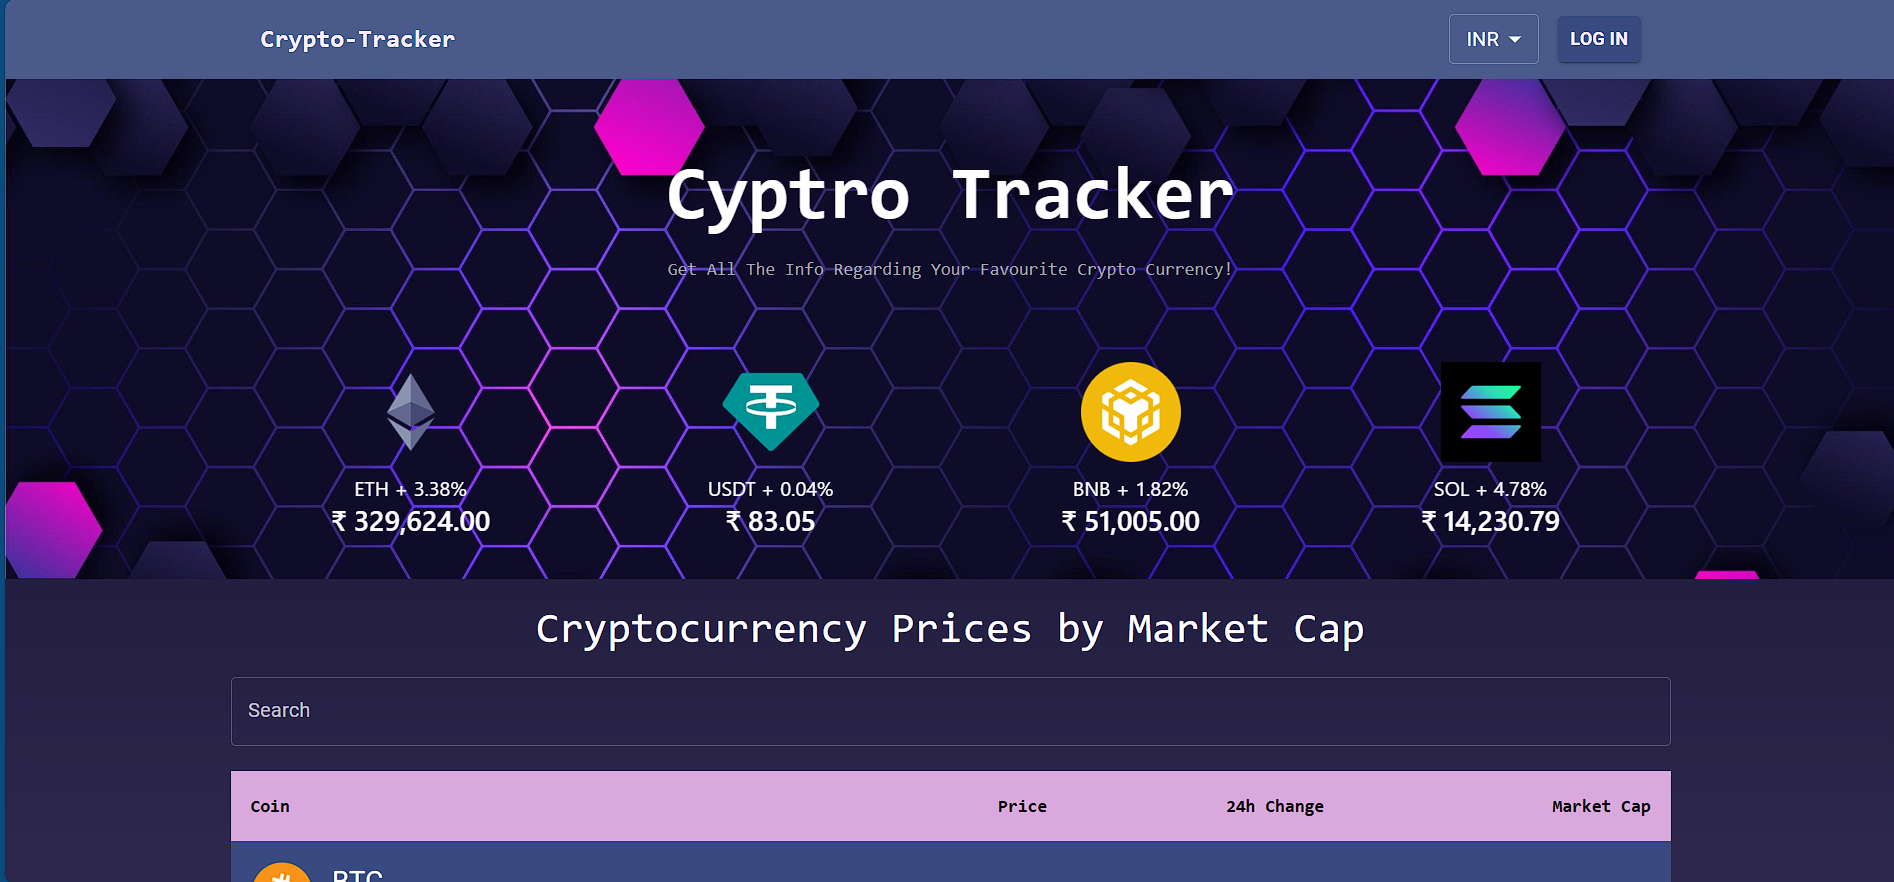 Crypto-Tracker
INR
LOG IN
Cyptro Tracker
Get All The Info Regarding Your Favourite Crypto Currency!
ETH + 3.38%
₹ 329,624.00
USDT + 0.04%
₹ 83.05
BNB + 1.82%
₹ 51,005.00
SOL + 4.78%
₹ 14,230.79
Cryptocurrency Prices by Market Cap
Search
Coin Price 24h Change Market Cap
BTC